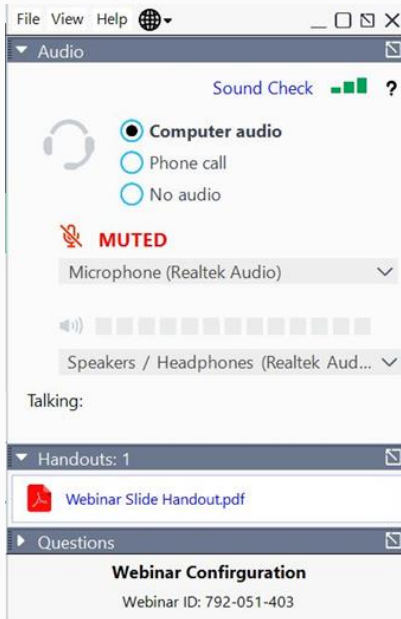 File View Help
Audio
Sound Check ?
Computer audio
Phone call
No audio
MUTED
Microphone (Realtek Audio)
Speakers / Headphones (Realtek Aud...
Talking:
Handouts: 1
Webinar Slide Handout.pdf
Questions
Webinar Confirguration
Webinar ID: 792-051-403